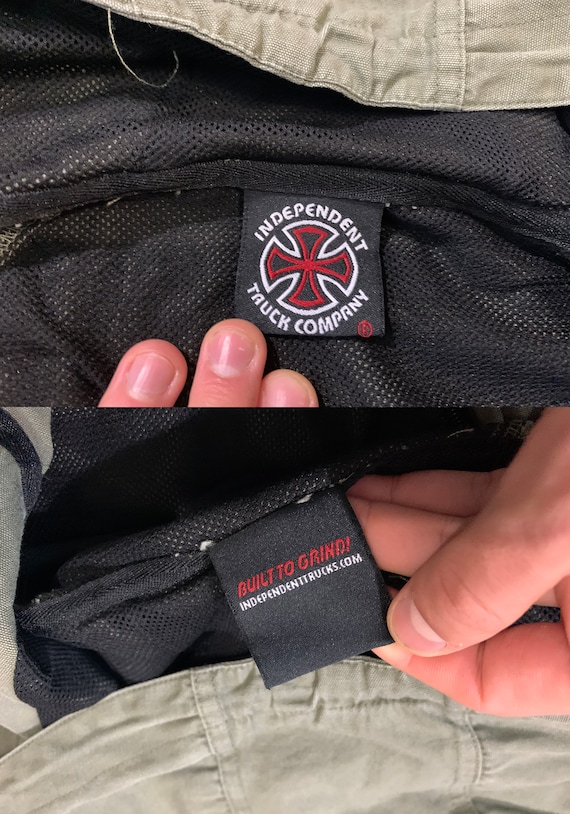 INDEPENDENT
TRUCK COMPANY
®
BUILT TO GRIND!
INDEPENDENTTRUCKS.COM